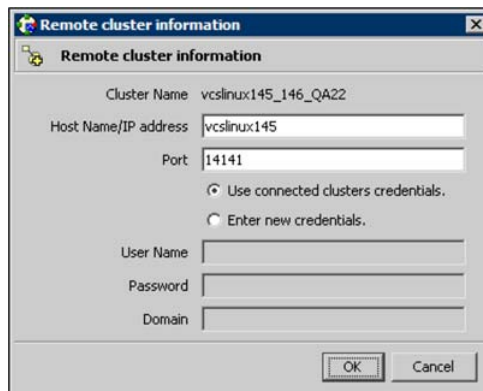 Remote cluster information
Remote cluster information
Cluster Name vcslinux145_146_QA22
Host Name/IP address vcslinux145
Port 14141
Use connected clusters credentials.
Enter new credentials.
User Name
Password
Domain
OK Cancel